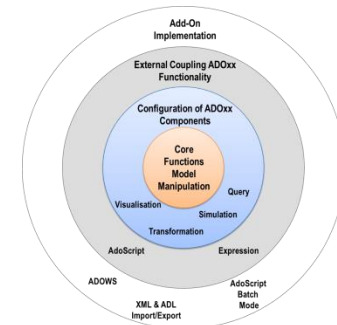 Add-On
Implementation
External Coupling ADOxx
Functionality
Configuration of ADOxx
Components
Core
Functions
Model
Manipulation
Query
Visualisation
Simulation
Transformation
AdoScript
Expression
ADOWS
AdoScript
Batch
Mode
XML & ADL
Import/Export